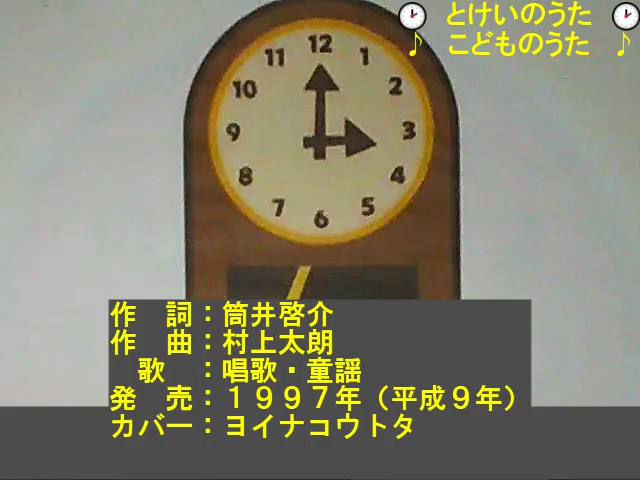 とけいのうた
♪ こどものうた ♪
12
11 1
10 2
9 3
8 4
7 5
6
作　詞：筒井啓介
作　曲：村上太朗
歌　：唱歌・童謡
発　売：１９９７年（平成９年）
カバー：ヨイナコウトタ